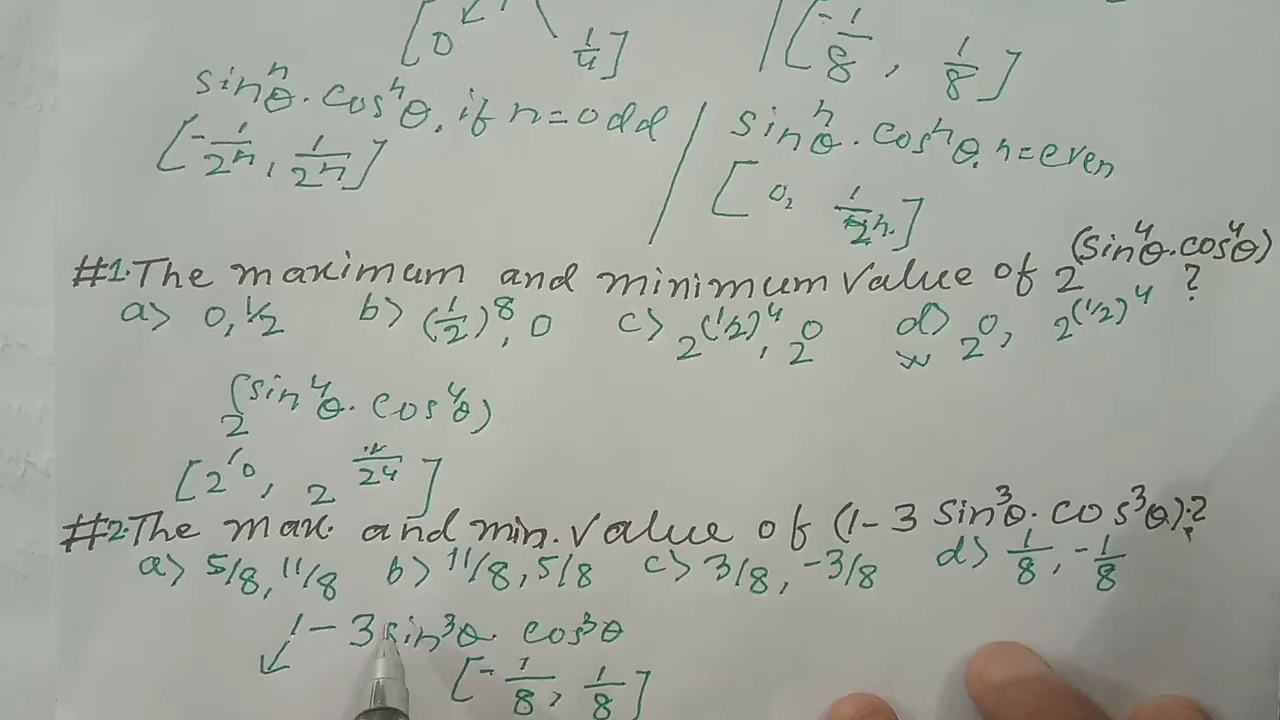 [0 1/4] [-1/8, 1/8]
sinⁿθ. cosⁿθ. if n = odd / sinⁿθ. cosⁿθ. n = even
[-1/2ⁿ, 1/2ⁿ] [0, 1/2ⁿ.]
#1. The maximum and minimum value of 2^(sin⁴θ.cos⁴θ) ?
a> 0, 1/2 b> (1/2)⁸, 0 c> 2^(1/2)⁴, 2⁰ d> 2⁰, 2^(1/2)⁴
2^(sin⁴θ. cos⁴θ)
[2⁰, 2^1/24]
#2. The max. and min. value of (1 - 3 sin³θ. cos³θ).?
a> 5/8, 11/8 b> 11/8, 5/8 c> 3/8, -3/8 d> 1/8, -1/8
1 - 3 sin³θ. cos³θ
[-1/8, 1/8]